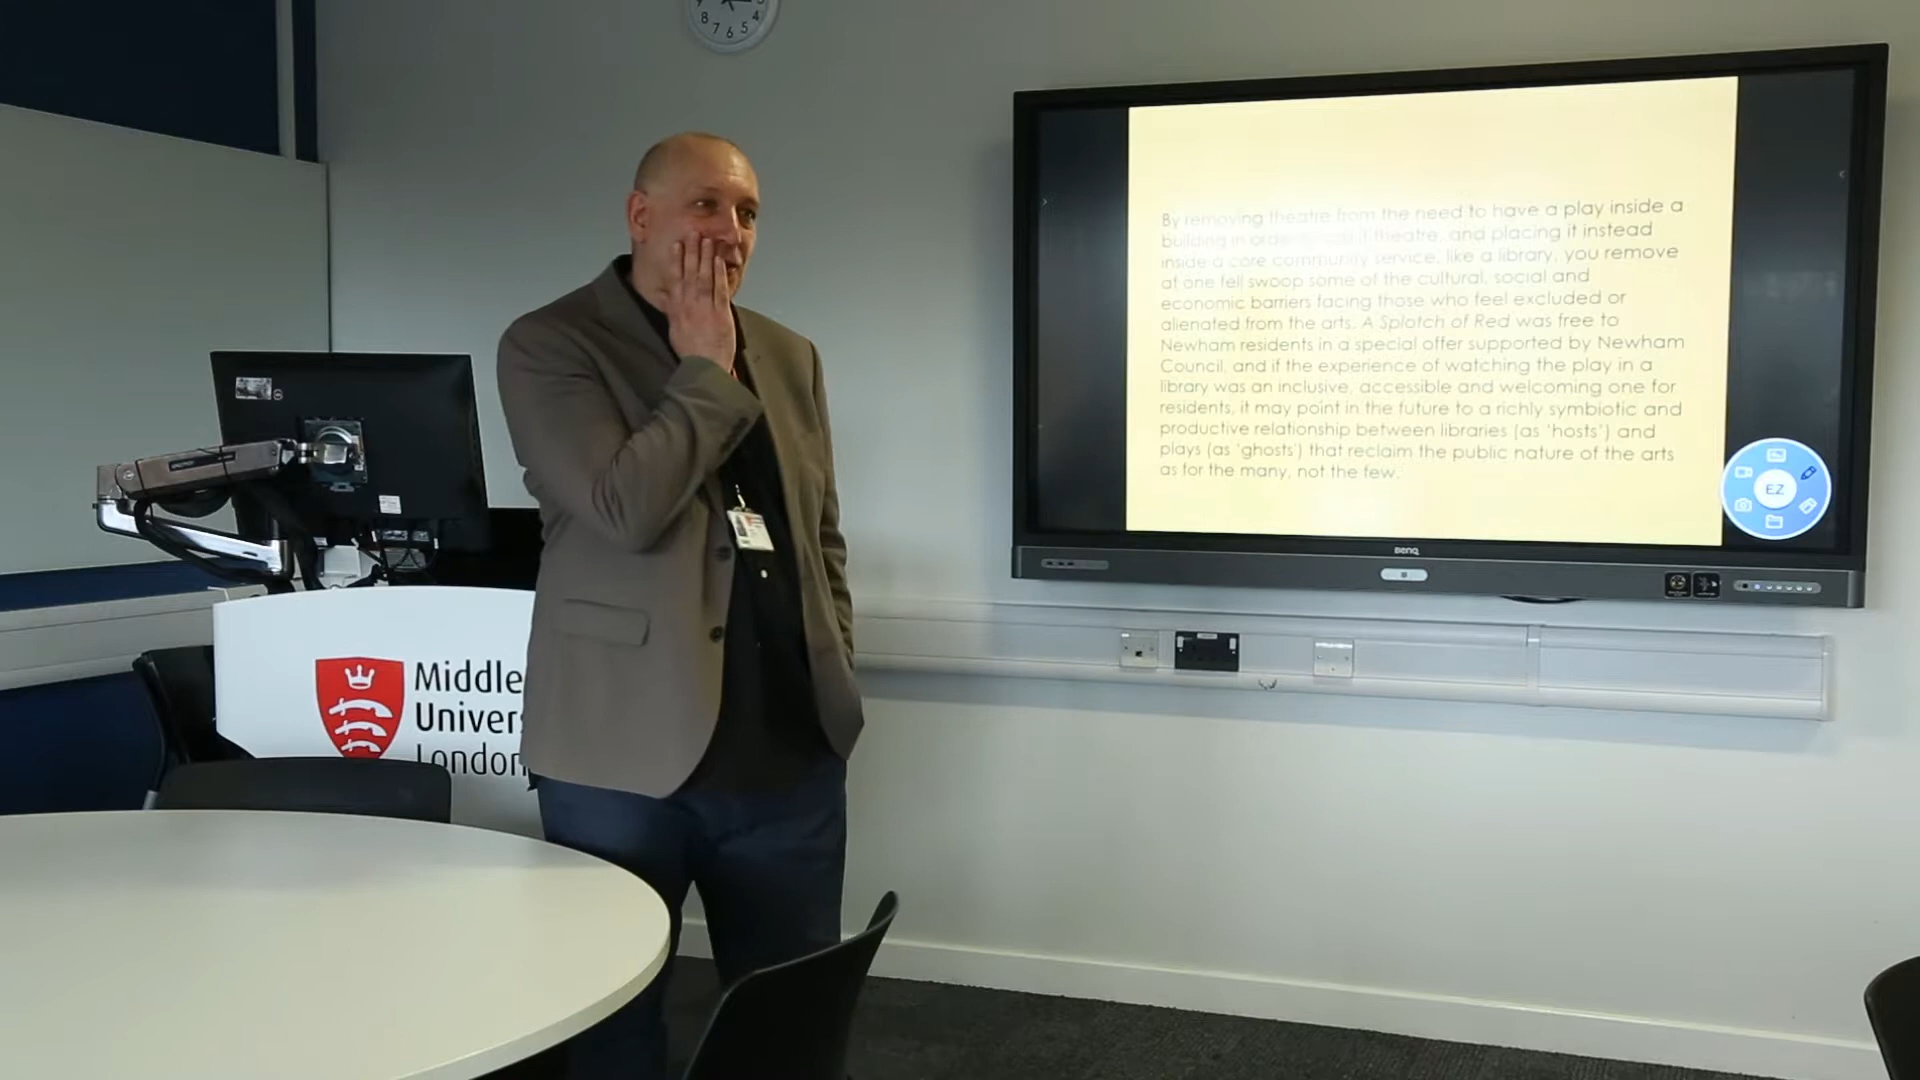 8 7 6 5 4
By removing theatre from the need to have a play inside a
building in order to call it theatre, and placing it instead
inside a core community service, like a library, you remove
at one fell swoop some of the cultural, social and
economic barriers facing those who feel excluded or
alienated from the arts. A Splotch of Red was free to
Newham residents in a special offer supported by Newham
Council, and if the experience of watching the play in a
library was an inclusive, accessible and welcoming one for
residents, it may point in the future to a richly symbiotic and
productive relationship between libraries (as 'hosts') and
plays (as 'ghosts') that reclaim the public nature of the arts
as for the many, not the few.
EZ
BenQ
Middle
Univers
London